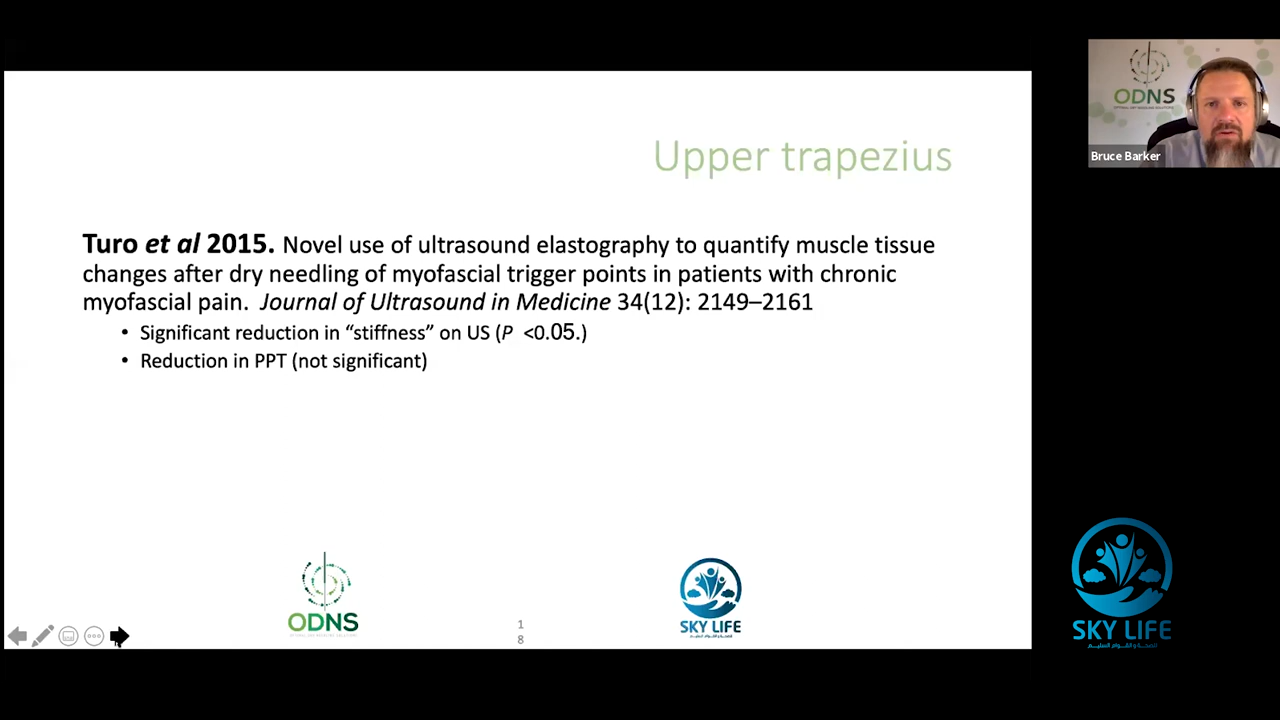 ODNS
Bruce Barker
Upper trapezius
Turo et al 2015. Novel use of ultrasound elastography to quantify muscle tissue
changes after dry needling of myofascial trigger points in patients with chronic
myofascial pain. Journal of Ultrasound in Medicine 34(12): 2149–2161
• Significant reduction in “stiffness” on US (P <0.05.)
• Reduction in PPT (not significant)
ODNS
1
8
SKY LIFE
SKY LIFE
للصحة و القوام السليم